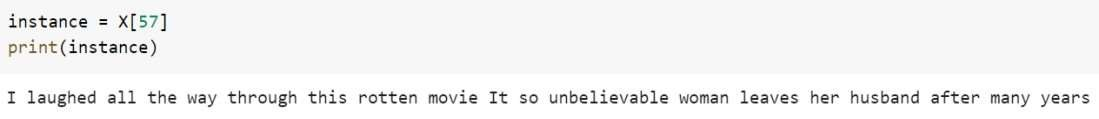 instance = X[57]
print(instance)
I laughed all the way through this rotten movie It so unbelievable woman leaves her husband after many years